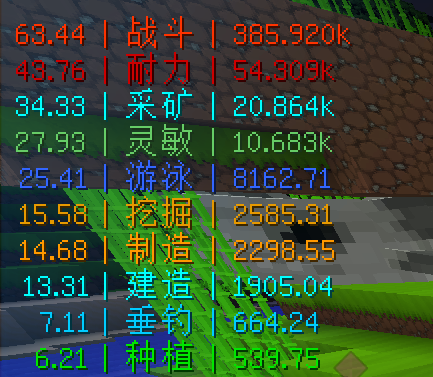 63.44 | 战斗 | 385.920k
43.76 | 耐力 | 54.309k
34.33 | 采矿 | 20.864k
27.93 | 灵敏 | 10.683k
25.41 | 游泳 | 8162.71
15.58 | 挖掘 | 2585.31
14.68 | 制造 | 2298.55
13.31 | 建造 | 1905.04
7.11 | 垂钓 | 664.24
6.21 | 种植 | 539.75